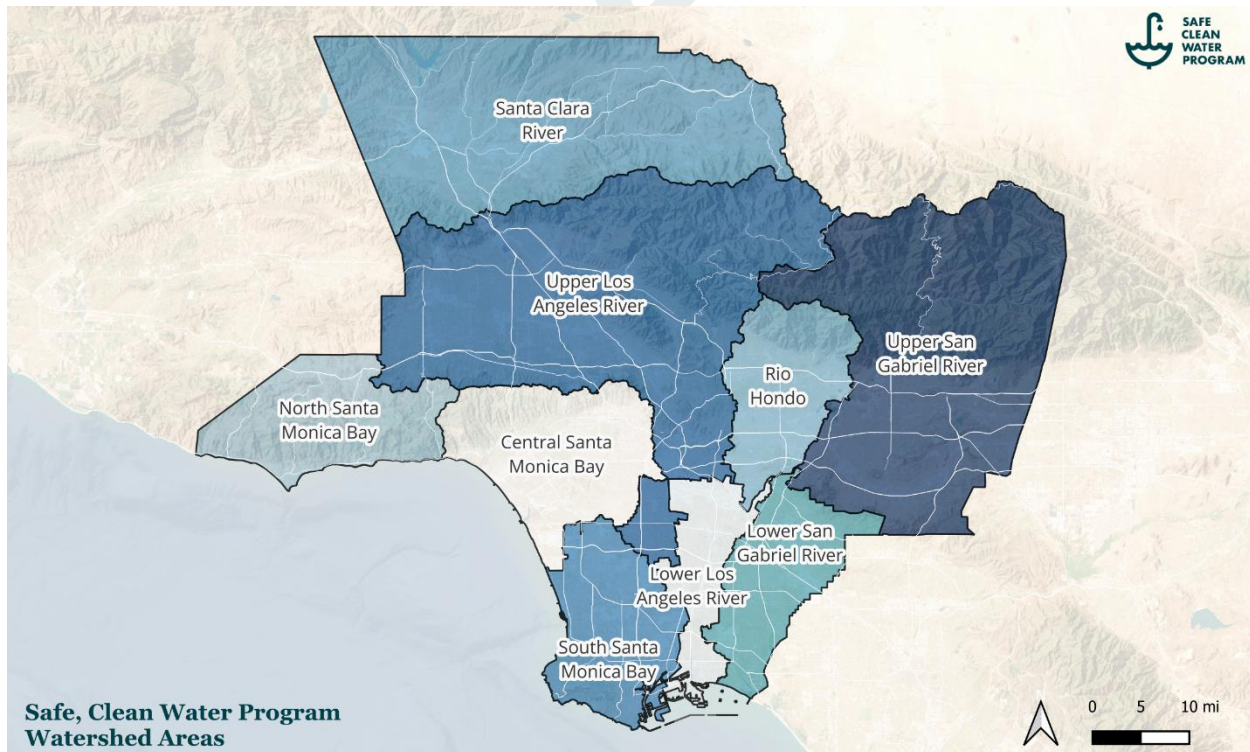 SAFE
CLEAN
WATER
PROGRAM
Santa Clara
River
Upper Los
Angeles River
Upper San
Gabriel River
Rio
Hondo
North Santa
Monica Bay
Central Santa
Monica Bay
Lower San
Gabriel River
Lower Los
Angeles River
South Santa
Monica Bay
Safe, Clean Water Program
Watershed Areas
0 5 10 mi